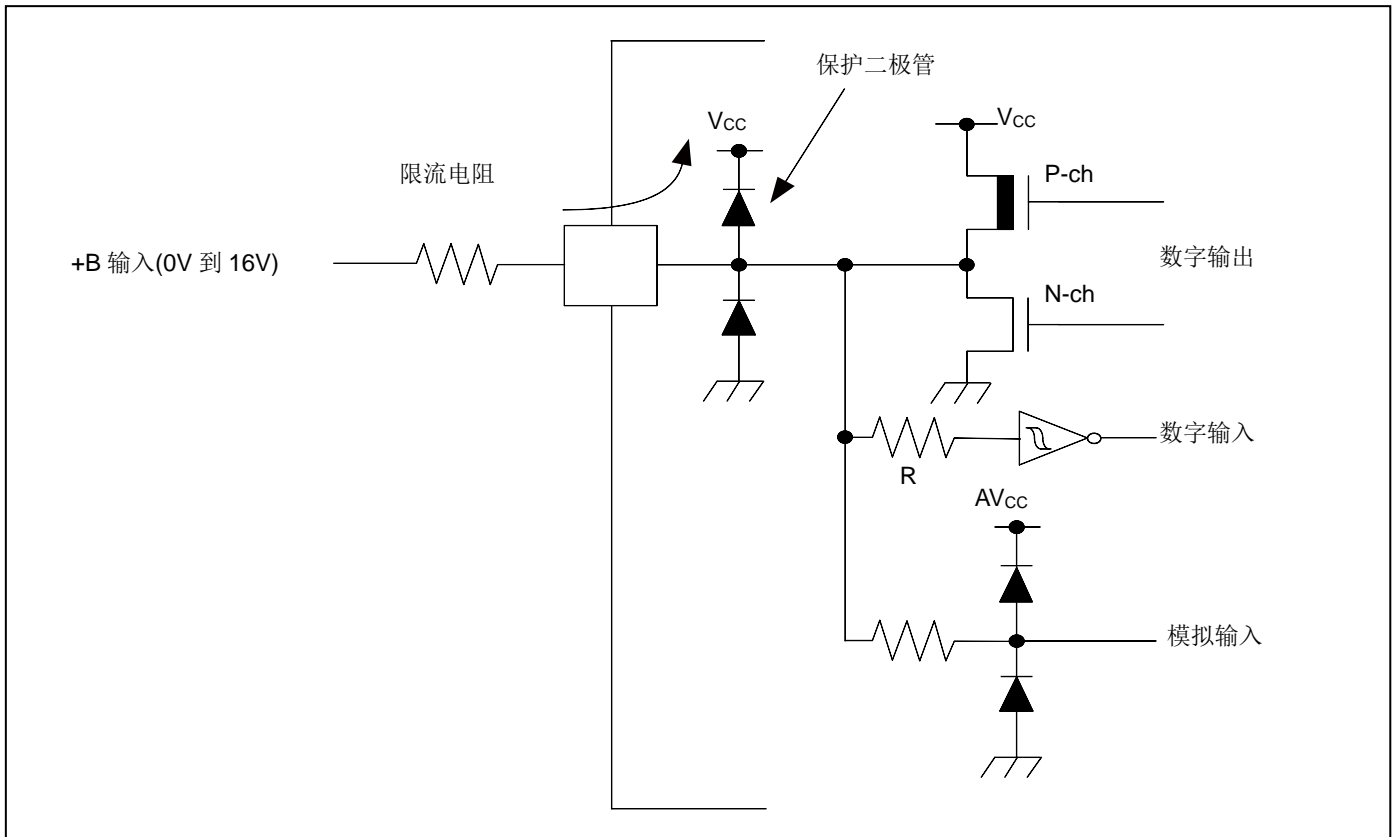 保护二极管
VCC
VCC
限流电阻
P-ch
+B 输入(0V 到 16V)
数字输出
N-ch
数字输入
R
AVCC
模拟输入